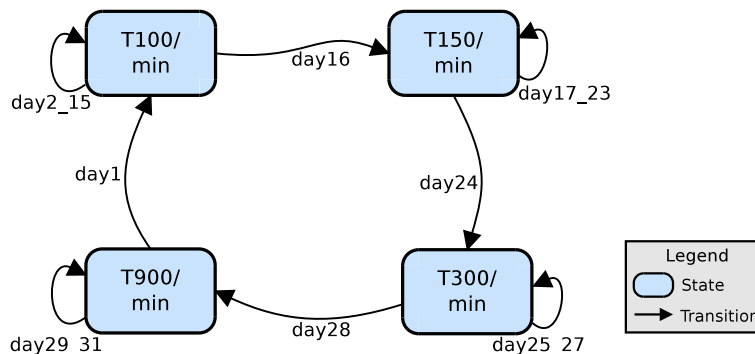 T100/
min
T150/
min
day16
day2_15
day17_23
day1
day24
T900/
min
T300/
min
day28
day29_31
day25_27
Legend
State
Transition